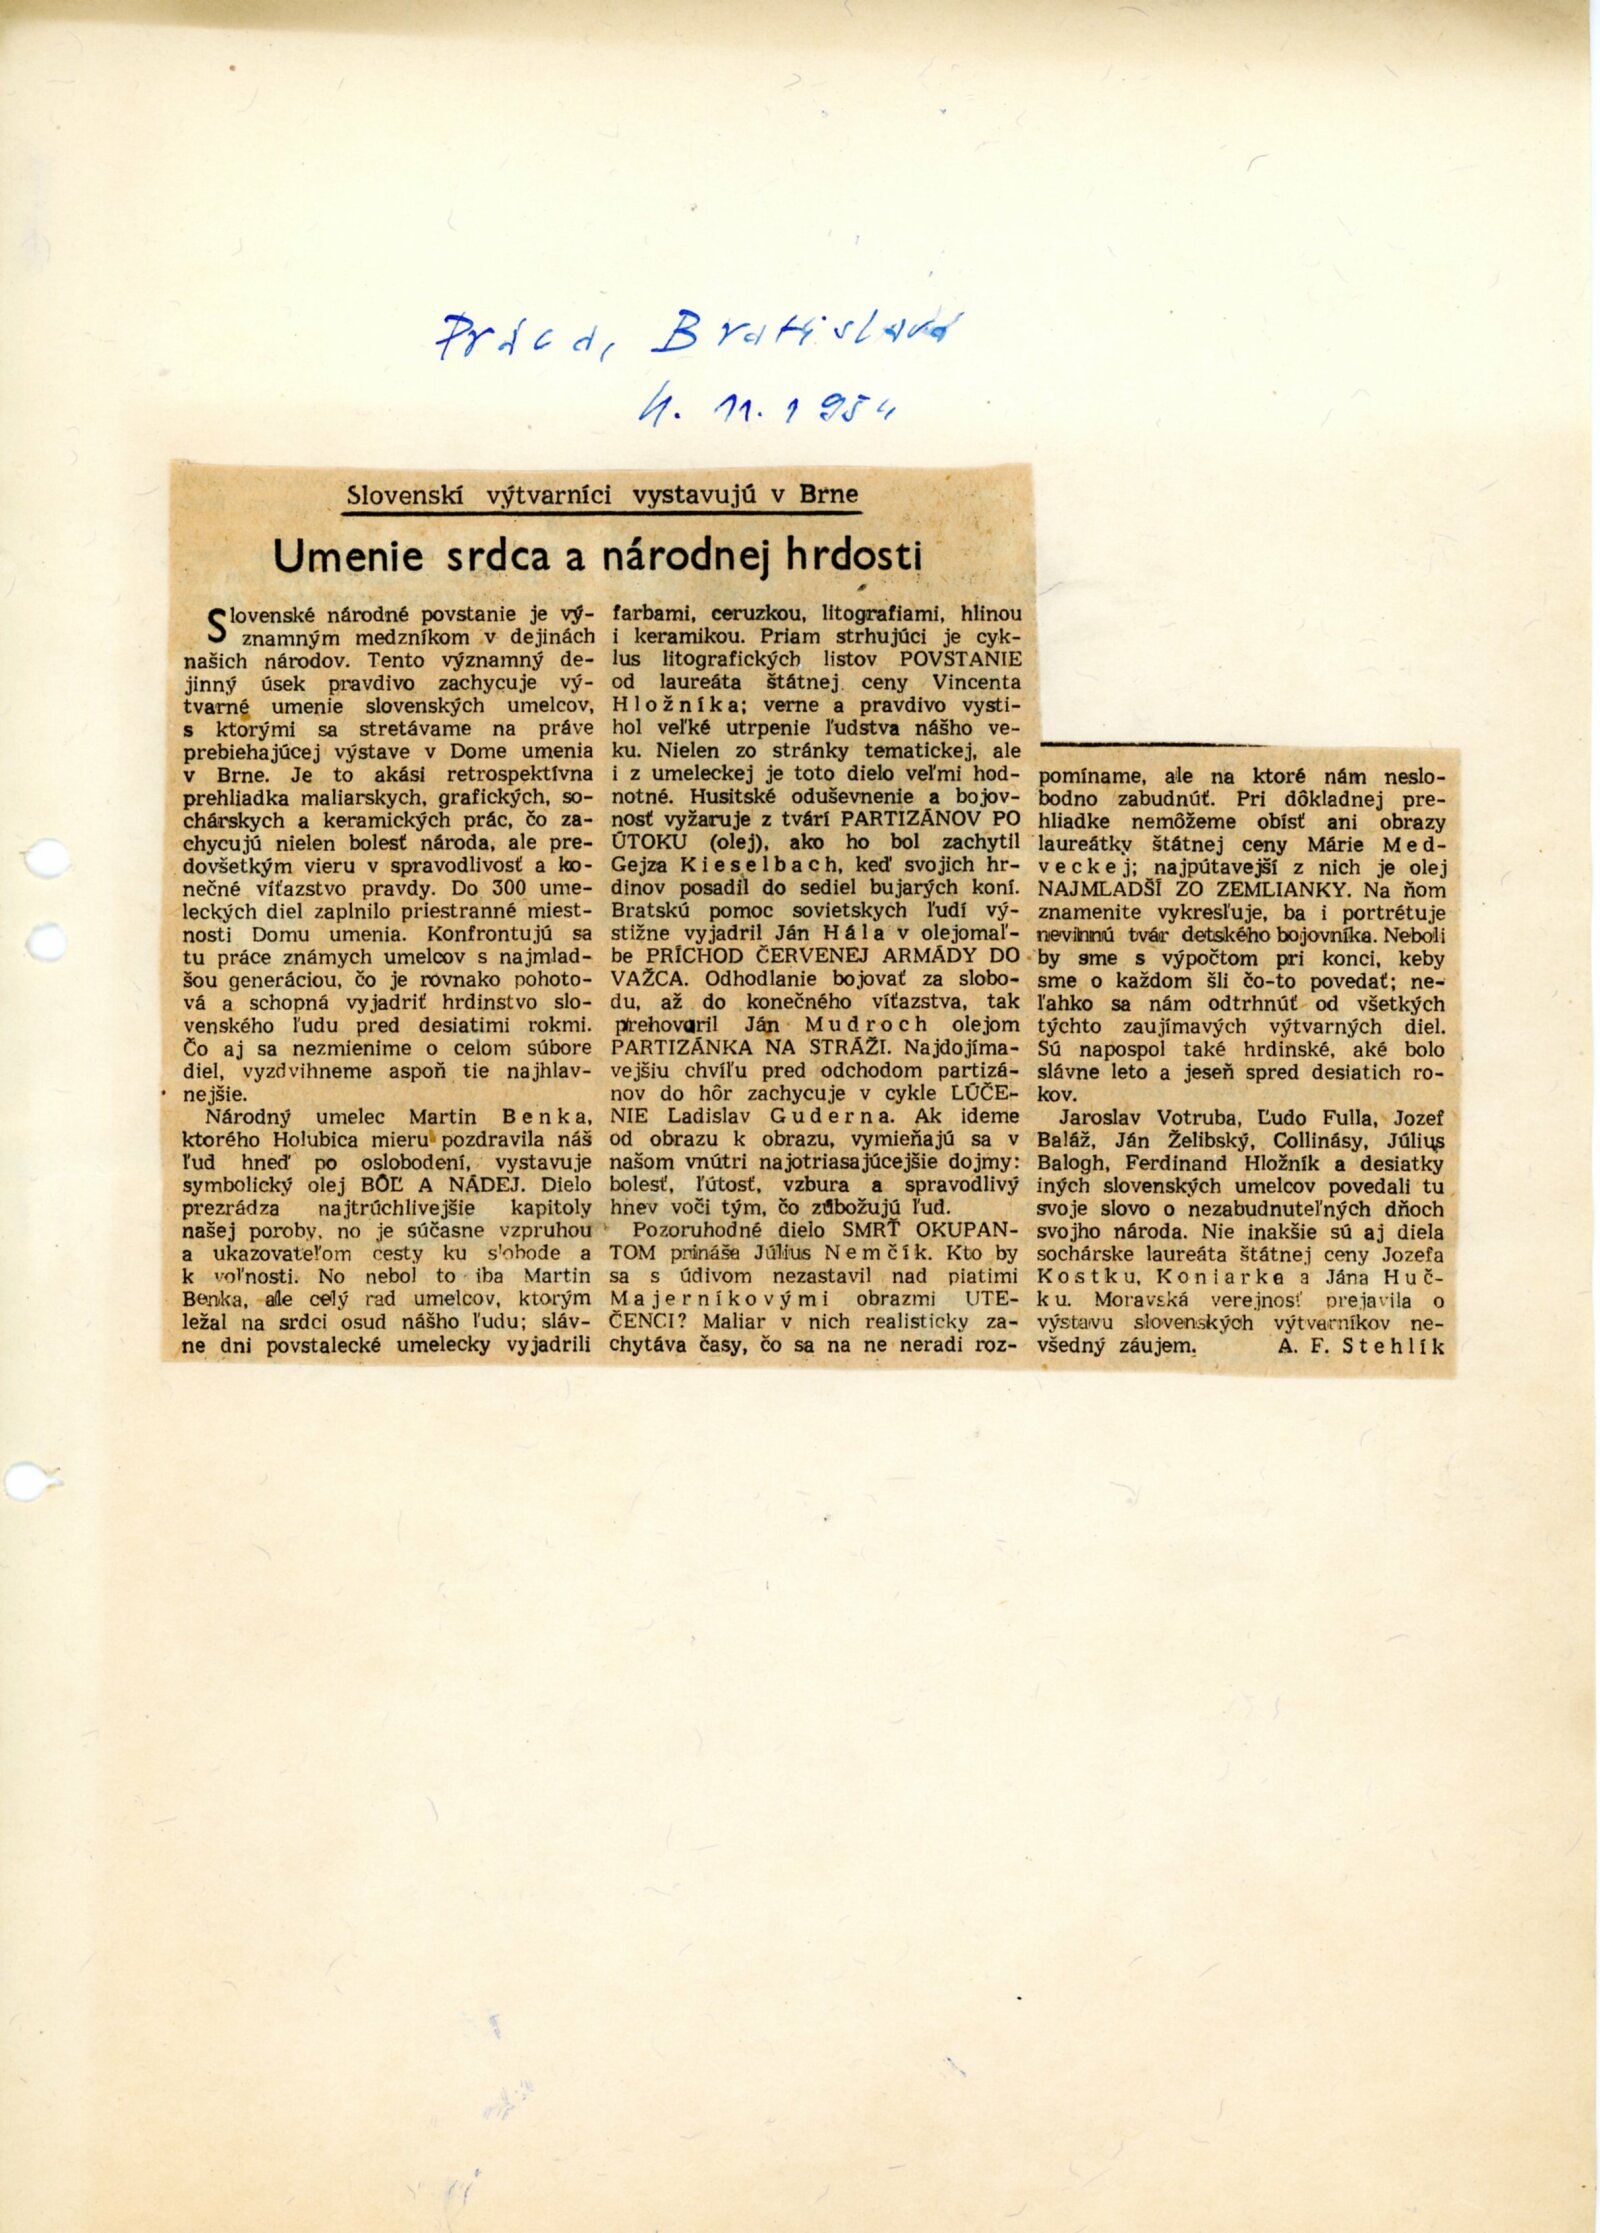 Práca, Bratislava
4. 11. 1954
Slovenskí výtvarníci vystavujú v Brne
Umenie srdca a národnej hrdosti
Slovenské národné povstanie je vý-
znamným medzníkom v dejinách
našich národov. Tento významný de-
jinný úsek pravdivo zachycuje vý-
tvarné umenie slovenských umelcov,
s ktorými sa stretávame na práve
prebiehajúcej výstave v Dome umenia
v Brne. Je to akási retrospektívna
prehliadka maliarskych, grafických, so-
chárskych a keramických prác, čo za-
chycujú nielen bolesť národa, ale pre-
dovšetkým vieru v spravodlivosť a ko-
nečné víťazstvo pravdy. Do 300 ume-
leckých diel zaplnilo priestranné miest-
nosti Domu umenia. Konfrontujú sa
tu práce známych umelcov s najmlad-
šou generáciou, čo je rovnako pohoto-
vá a schopná vyjadriť hrdinstvo slo-
venského ľudu pred desiatimi rokmi.
Čo aj sa nezmienime o celom súbore
diel, vyzdvihneme aspoň tie najhlav-
nejšie.
Národný umelec Martin Benka,
ktorého Holubica mieru pozdravila náš
ľud hneď po oslobodení, vystavuje
symbolický olej BÔĽ A NÁDEJ. Dielo
prezrádza najtrúchlivejšie kapitoly
našej poroby, no je súčasne vzpruhou
a ukazovateľom cesty ku slobode a
k voľnosti. No nebol to iba Martin
Benka, ale celý rad umelcov, ktorým
ležal na srdci osud nášho ľudu; sláv-
ne dni povstalecké umelecky vyjadrili
farbami, ceruzkou, litografiami, hlinou
i keramikou. Priam strhujúci je cyk-
lus litografických listov POVSTANIE
od laureáta štátnej ceny Vincenta
Hložníka; verne a pravdivo vysti-
hol veľké utrpenie ľudstva nášho ve-
ku. Nielen zo stránky tematickej, ale
i z umeleckej je toto dielo veľmi hod-
notné. Husitské oduševnenie a bojov-
nosť vyžaruje z tvárí PARTIZÁNOV PO
ÚTOKU (olej), ako ho bol zachytil
Gejza Kieselbach, keď svojich hr-
dinov posadil do sediel bujarých koní.
Bratskú pomoc sovietskych ľudí vý-
stižne vyjadril Ján Hála v olejomaľ-
be PRÍCHOD ČERVENEJ ARMÁDY DO
VAŽCA. Odhodlanie bojovať za slobo-
du, až do konečného víťazstva, tak
prehovoril Ján Mudroch olejom
PARTIZÁNKA NA STRÁŽI. Najdojíma-
vejšiu chvíľu pred odchodom partizá-
nov do hôr zachycuje v cykle LÚČE-
NIE Ladislav Guderna. Ak ideme
od obrazu k obrazu, vymieňajú sa v
našom vnútri najotriasajúcejšie dojmy:
bolesť, ľútosť, vzbura a spravodlivý
hnev voči tým, čo zubožujú ľud.
Pozoruhodné dielo SMRŤ OKUPAN-
TOM prináša Július Nemčík. Kto by
sa s údivom nezastavil nad piatimi
Majerníkovými obrazmi UTE-
ČENCI? Maliar v nich realisticky za-
chytáva časy, čo sa na ne neradi roz-
pomíname, ale na ktoré nám neslo-
bodno zabudnúť. Pri dôkladnej pre-
hliadke nemôžeme obísť ani obrazy
laureátky štátnej ceny Márie Med-
veckej; najpútavejší z nich je olej
NAJMLADŠÍ ZO ZEMLIANKY. Na ňom
znamenite vykresľuje, ba i portrétuje
nevinnú tvár detského bojovníka. Neboli
by sme s výpočtom pri konci, keby
sme o každom šli čo-to povedať; ne-
ľahko sa nám odtrhnúť od všetkých
týchto zaujímavých výtvarných diel.
Sú napospol také hrdinské, aké bolo
slávne leto a jeseň spred desiatich ro-
kov.
Jaroslav Votruba, Ľudo Fulla, Jozef
Baláž, Ján Želibský, Collinásy, Július
Balogh, Ferdinand Hložník a desiatky
iných slovenských umelcov povedali tu
svoje slovo o nezabudnuteľných dňoch
svojho národa. Nie inakšie sú aj diela
sochárske laureáta štátnej ceny Jozefa
Kostku, Koniarke a Jána Huč-
ku. Moravská verejnosť prejavila o
výstavu slovenských výtvarníkov ne-
všedný záujem. A. F. Stehlík